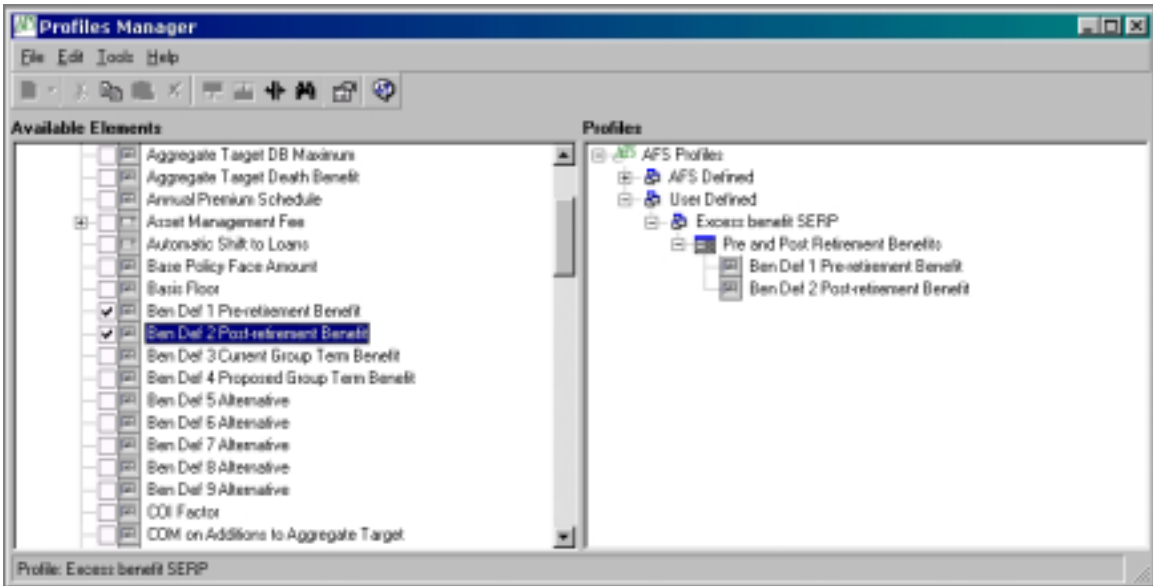 Profiles Manager
File Edit Tools Help
Available Elements
Aggregate Target DB Maximum
Aggregate Target Death Benefit
Annual Premium Schedule
Asset Management Fee
Automatic Shift to Loans
Base Policy Face Amount
Basis Floor
Ben Def 1 Pre-retirement Benefit
Ben Def 2 Post-retirement Benefit
Ben Def 3 Current Group Term Benefit
Ben Def 4 Proposed Group Term Benefit
Ben Def 5 Alternative
Ben Def 6 Alternative
Ben Def 7 Alternative
Ben Def 8 Alternative
Ben Def 9 Alternative
COI Factor
COM on Additions to Aggregate Target
Profiles
AFS Profiles
AFS Defined
User Defined
Excess benefit SERP
Pre and Post Retirement Benefits
Ben Def 1 Pre-retirement Benefit
Ben Def 2 Post-retirement Benefit
Profile: Excess benefit SERP